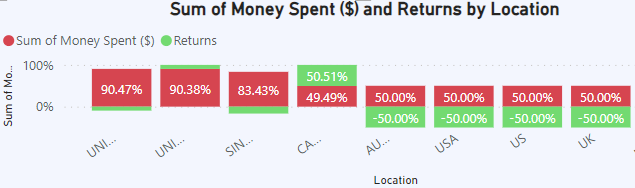 Sum of Money Spent ($) and Returns by Location
Sum of Money Spent ($) Returns
Sum of Mo...
100%
0%
90.47% 90.38% 83.43% 50.51% 49.49% 50.00% 50.00% 50.00% 50.00%
-50.00% -50.00% -50.00% -50.00%
UNI... UNI... SIN... CA... AU... USA US UK
Location